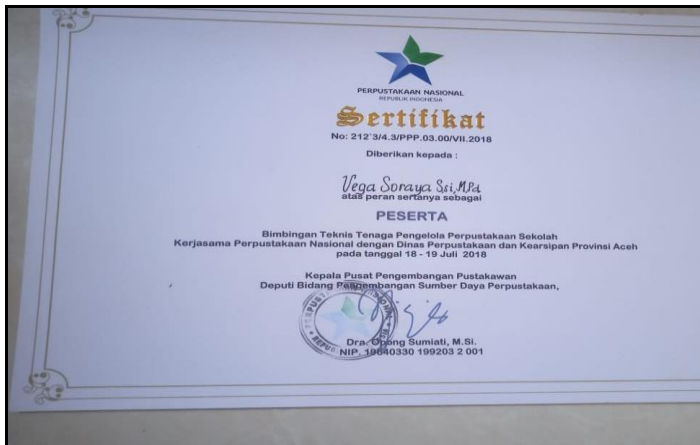 PERPUSTAKAAN NASIONAL
REPUBLIK INDONESIA
Sertifikat
No: 212`3/4.3/PPP.03.00/VII.2018
Diberikan kepada :
Vega Soraya S.si, M.Pd
atas peran sertanya sebagai
PESERTA
Bimbingan Teknis Tenaga Pengelola Perpustakaan Sekolah
Kerjasama Perpustakaan Nasional dengan Dinas Perpustakaan dan Kearsipan Provinsi Aceh
pada tanggal 18 - 19 Juli 2018
Kepala Pusat Pengembangan Pustakawan
Deputi Bidang Pengembangan Sumber Daya Perpustakaan,
Dra. Opong Sumiati, M.Si.
NIP. 19640330 199203 2 001